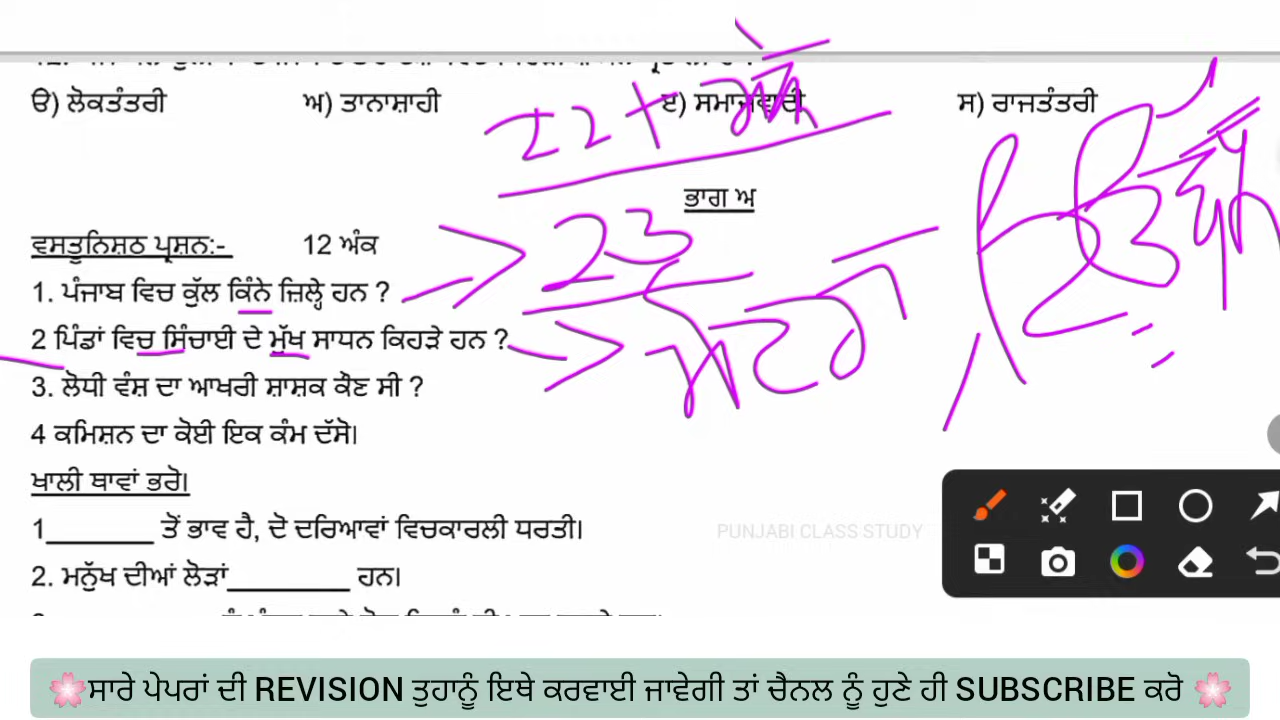 ੳ) ਲੋਕਤੰਤਰੀ ਅ) ਤਾਨਾਸ਼ਾਹੀ ੲ) ਸਮਾਜਵਾਦੀ ਸ) ਰਾਜਤੰਤਰੀ
22+
ਭਾਗ ਅ
23
ਵਸਤੂਨਿਸ਼ਠ ਪ੍ਰਸ਼ਨ:- 12 ਅੰਕ
1. ਪੰਜਾਬ ਵਿਚ ਕੁੱਲ ਕਿੰਨੇ ਜ਼ਿਲ੍ਹੇ ਹਨ ?
2 ਪਿੰਡਾਂ ਵਿਚ ਸਿੰਚਾਈ ਦੇ ਮੁੱਖ ਸਾਧਨ ਕਿਹੜੇ ਹਨ ?
3. ਲੋਧੀ ਵੰਸ਼ ਦਾ ਆਖਰੀ ਸ਼ਾਸ਼ਕ ਕੌਣ ਸੀ ?
4 ਕਮਿਸ਼ਨ ਦਾ ਕੋਈ ਇਕ ਕੰਮ ਦੱਸੋ।
ਖਾਲੀ ਥਾਵਾਂ ਭਰੋ।
1________ ਤੋਂ ਭਾਵ ਹੈ, ਦੋ ਦਰਿਆਵਾਂ ਵਿਚਕਾਰਲੀ ਧਰਤੀ।
PUNJABI CLASS STUDY
2. ਮਨੁੱਖ ਦੀਆਂ ਲੋੜਾਂ_________ ਹਨ।
🌸ਸਾਰੇ ਪੇਪਰਾਂ ਦੀ REVISION ਤੁਹਾਨੂੰ ਇਥੇ ਕਰਵਾਈ ਜਾਵੇਗੀ ਤਾਂ ਚੈਨਲ ਨੂੰ ਹੁਣੇ ਹੀ SUBSCRIBE ਕਰੋ 🌸